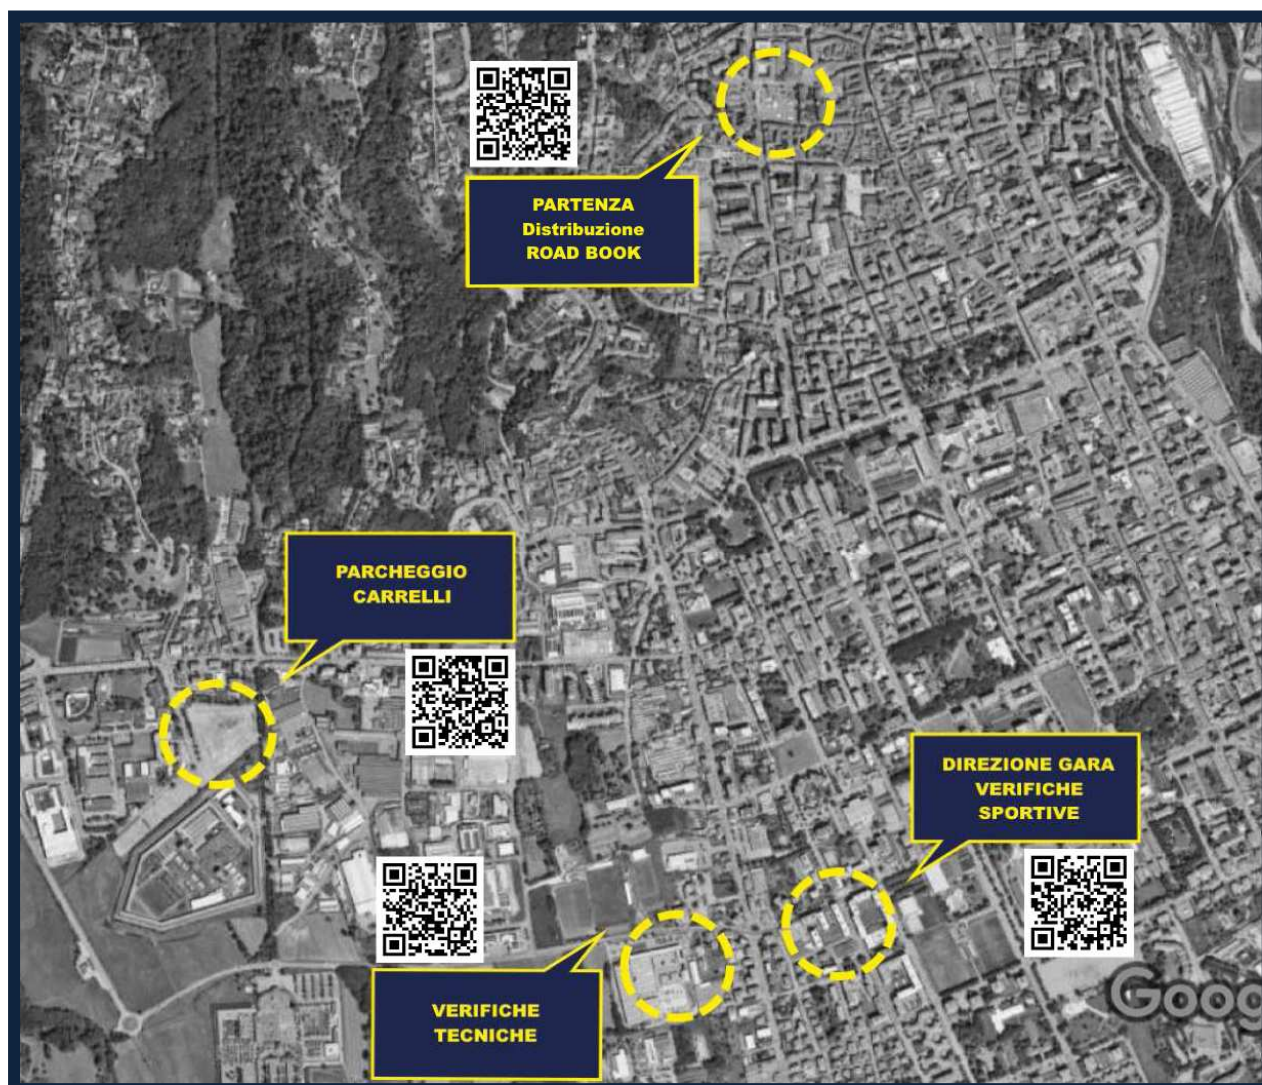 PARTENZA
Distribuzione
ROAD BOOK
PARCHEGGIO
CARRELLI
DIREZIONE GARA
VERIFICHE
SPORTIVE
VERIFICHE
TECNICHE
Goog